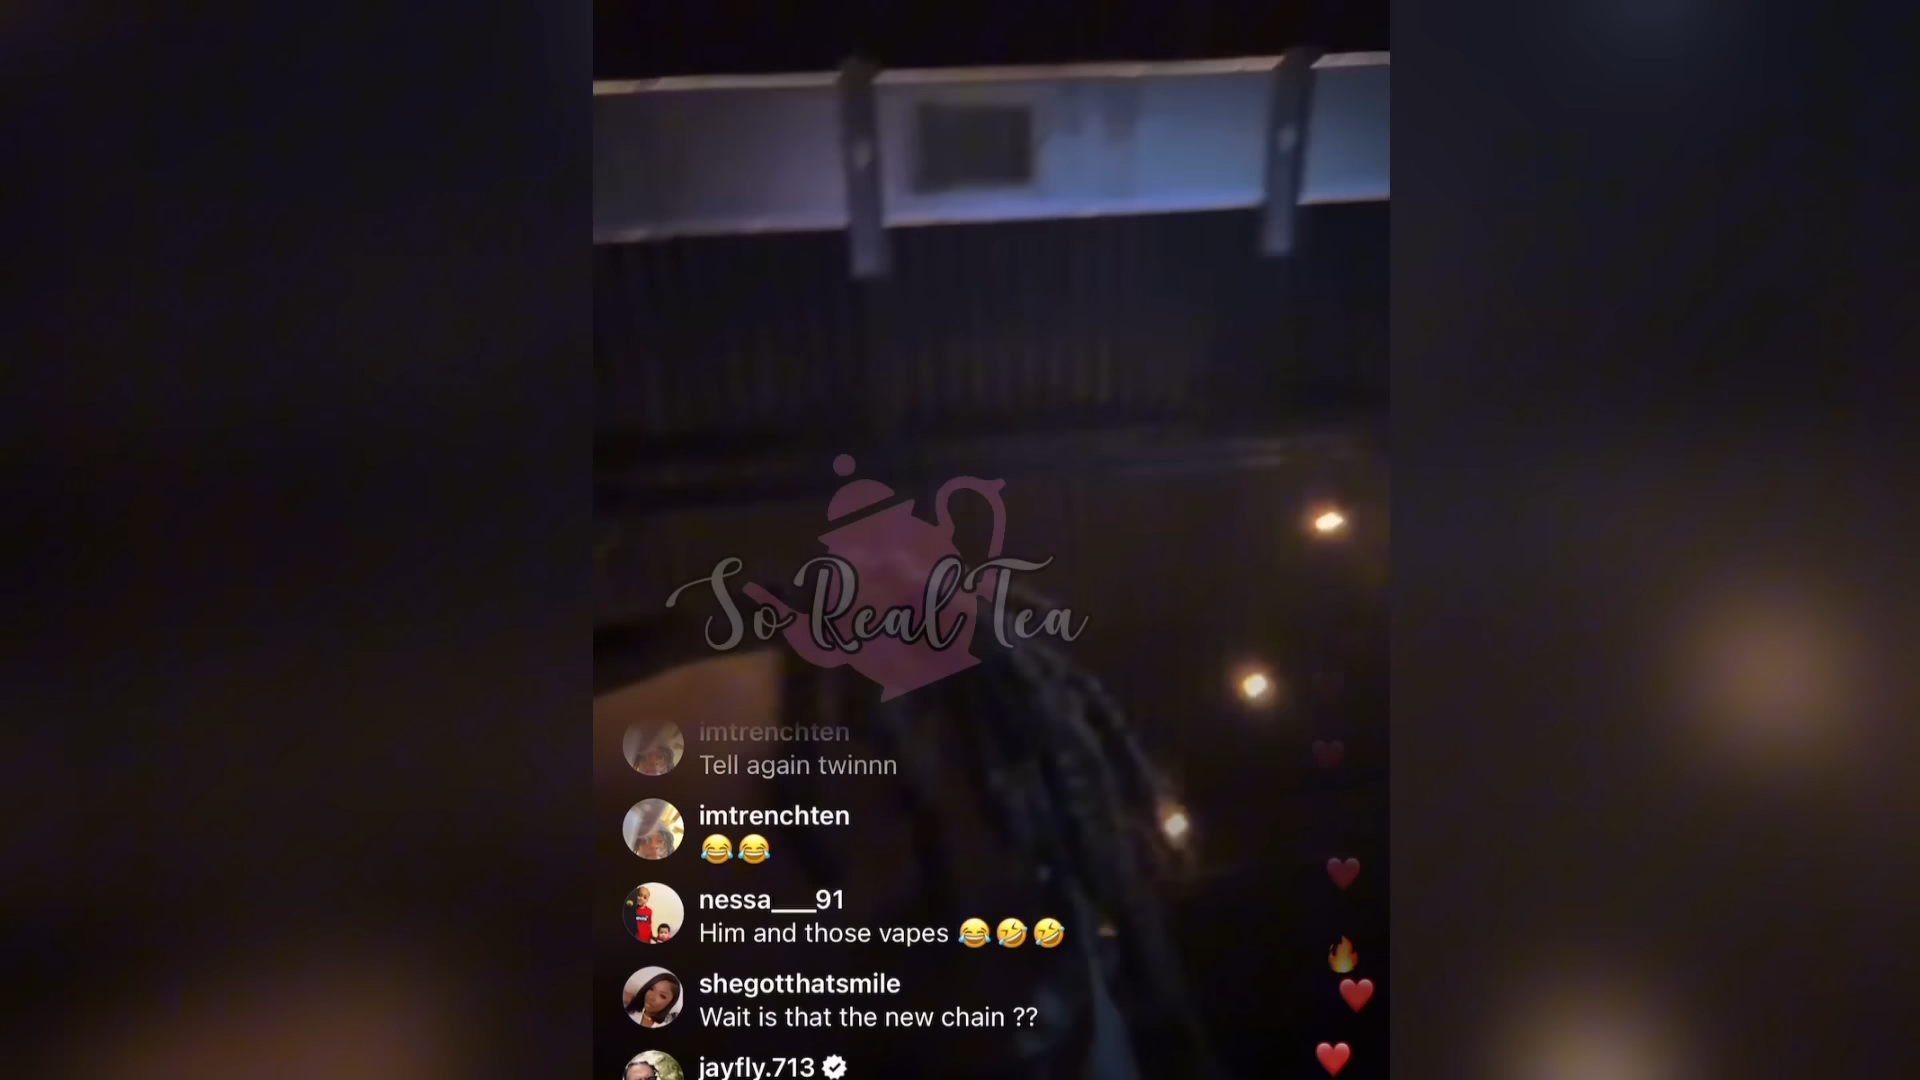 So Real Tea
imtrenchten
Tell again twinnn
imtrenchten
😂😂
nessa___91
Him and those vapes 😂🤣🤣
shegotthatsmile
Wait is that the new chain ??
jayfly.713